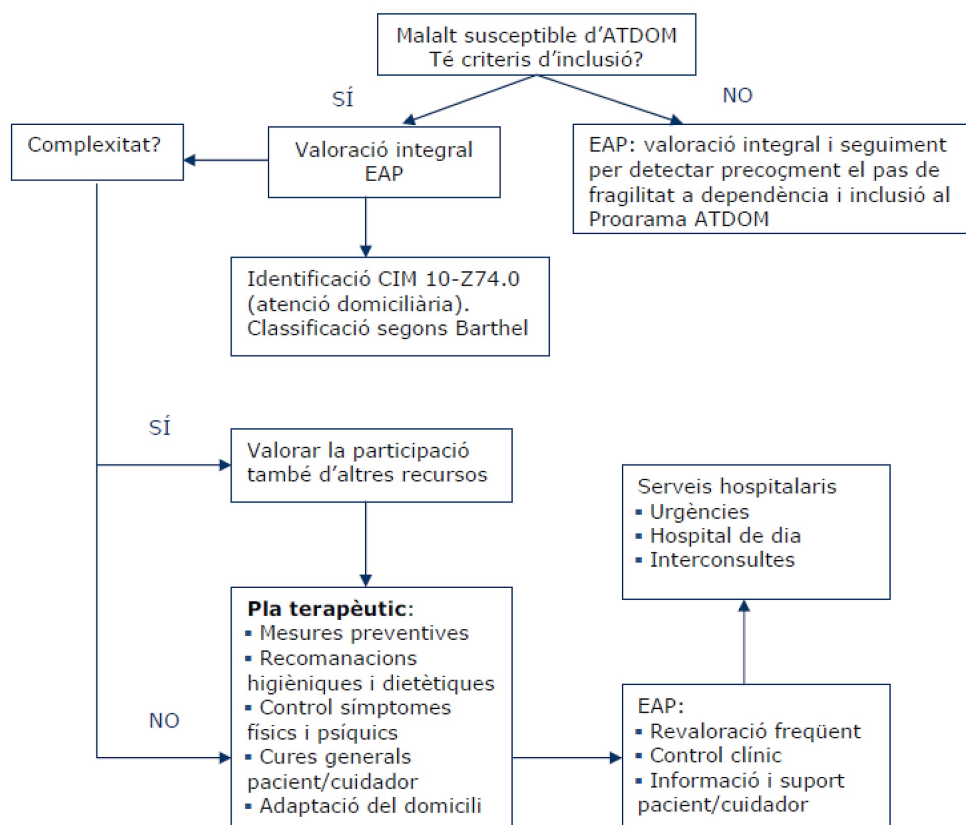 Malalt susceptible d’ATDOM
Té criteris d’inclusió?
SÍ
NO
Complexitat?
Valoració integral
EAP
EAP: valoració integral i seguiment
per detectar precoçment el pas de
fragilitat a dependència i inclusió al
Programa ATDOM
Identificació CIM 10-Z74.0
(atenció domiciliària).
Classificació segons Barthel
SÍ
Valorar la participació
també d’altres recursos
Serveis hospitalaris
▪ Urgències
▪ Hospital de dia
▪ Interconsultes
Pla terapèutic:
▪ Mesures preventives
▪ Recomanacions
higièniques i dietètiques
▪ Control símptomes
físics i psíquics
▪ Cures generals
pacient/cuidador
▪ Adaptació del domicili
NO
EAP:
▪ Revaloració freqüent
▪ Control clínic
▪ Informació i suport
pacient/cuidador